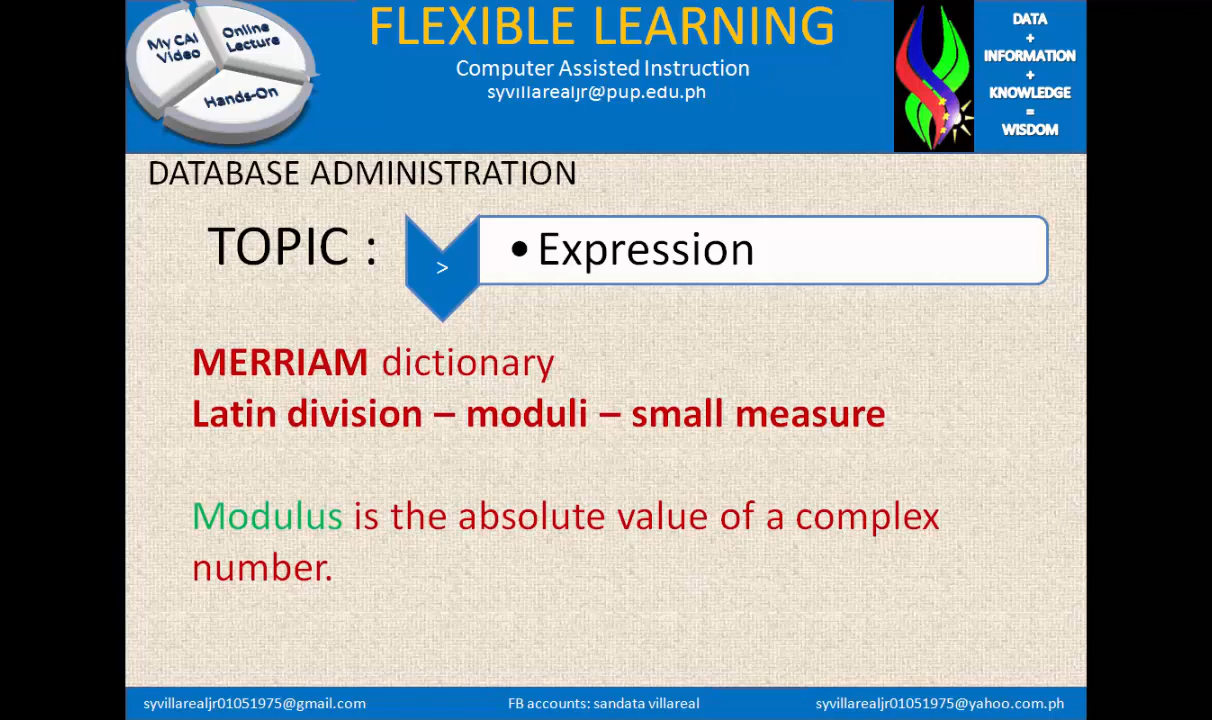 My CAI
Video
Online
Lecture
Hands-On
FLEXIBLE LEARNING
Computer Assisted Instruction
syvillarealjr@pup.edu.ph
DATA
+
INFORMATION
+
KNOWLEDGE
=
WISDOM
DATABASE ADMINISTRATION
TOPIC :
>
•Expression
MERRIAM dictionary
Latin division – moduli – small measure
Modulus is the absolute value of a complex
number.
syvillarealjr01051975@gmail.com
FB accounts: sandata villareal
syvillarealjr01051975@yahoo.com.ph